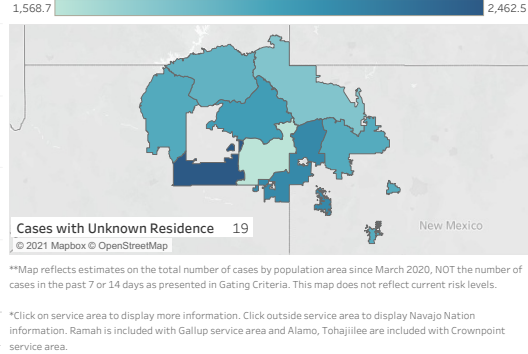 1,568.7
2,462.5
New Mexico
Cases with Unknown Residence 19
© 2021 Mapbox © OpenStreetMap
**Map reflects estimates on the total number of cases by population area since March 2020, NOT the number of
cases in the past 7 or 14 days as presented in Gating Criteria. This map does not reflect current risk levels.
*Click on service area to display more information. Click outside service area to display Navajo Nation
information. Ramah is included with Gallup service area and Alamo, Tohajiilee are included with Crownpoint
service area.